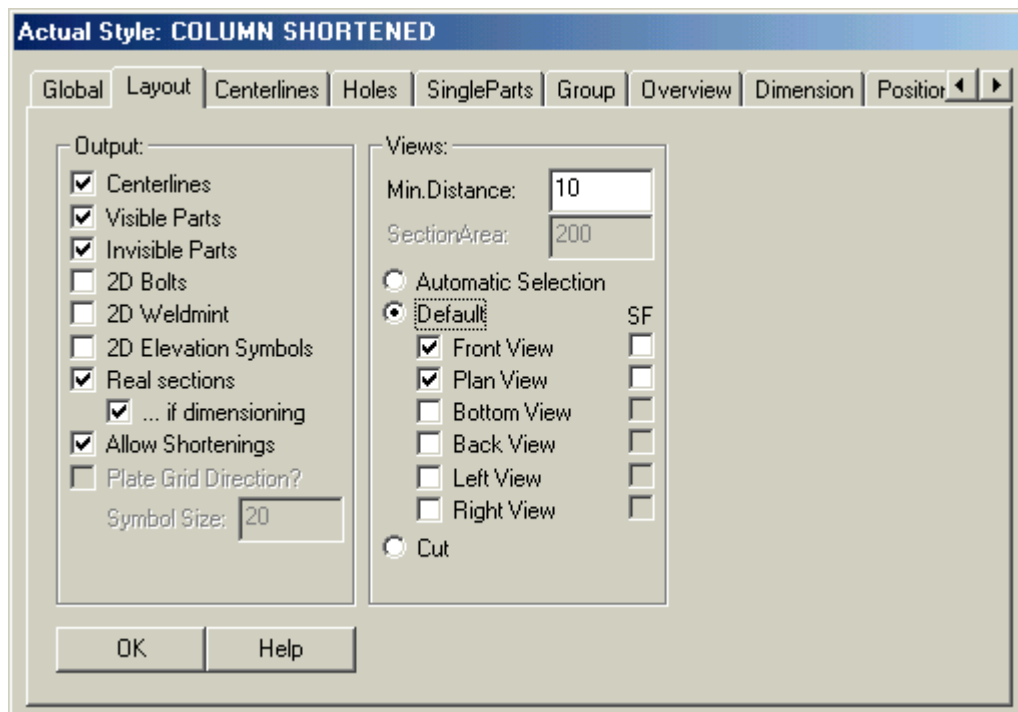 Actual Style: COLUMN SHORTENED
Global Layout Centerlines Holes SingleParts Group Overview Dimension Position
Output:
Centerlines
Visible Parts
Invisible Parts
2D Bolts
2D Weldmint
2D Elevation Symbols
Real sections
... if dimensioning
Allow Shortenings
Plate Grid Direction?
Symbol Size: 20
Views:
Min.Distance: 10
SectionArea: 200
Automatic Selection
Default SF
Front View
Plan View
Bottom View
Back View
Left View
Right View
Cut
OK Help